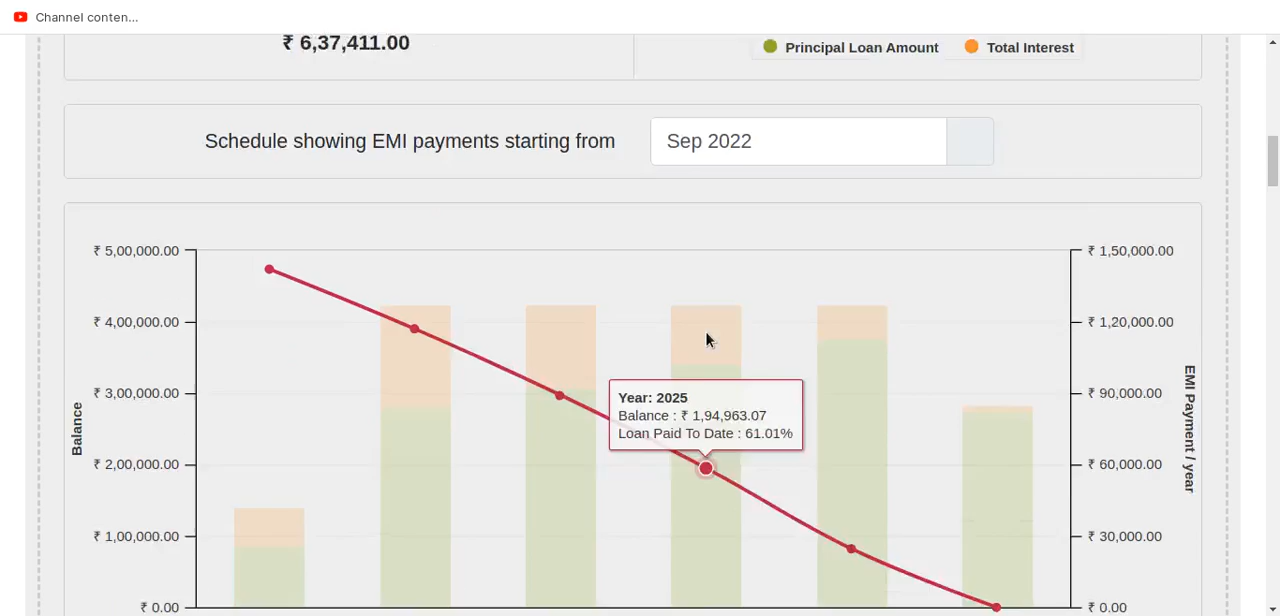 Channel conten...
₹ 6,37,411.00
Principal Loan Amount
Total Interest
Schedule showing EMI payments starting from
Sep 2022
₹ 5,00,000.00
₹ 4,00,000.00
₹ 3,00,000.00
₹ 2,00,000.00
₹ 1,00,000.00
₹ 0.00
Balance
Year: 2025
Balance : ₹ 1,94,963.07
Loan Paid To Date : 61.01%
₹ 1,50,000.00
₹ 1,20,000.00
₹ 90,000.00
₹ 60,000.00
₹ 30,000.00
₹ 0.00
EMI Payment / year